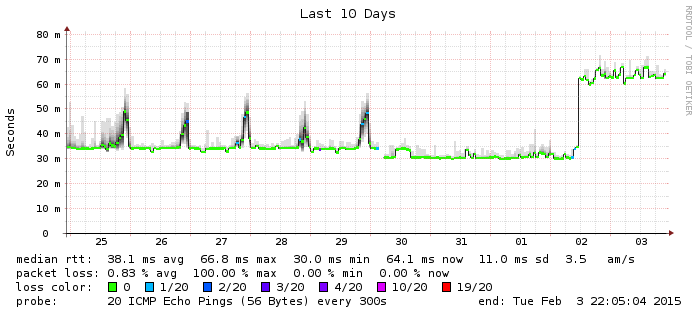 Last 10 Days
RRDTOOL / TOBI OETIKER
Seconds
80 m
70 m
60 m
50 m
40 m
30 m
20 m
10 m
0
25 26 27 28 29 30 31 01 02 03
median rtt: 38.1 ms avg 66.8 ms max 30.0 ms min 64.1 ms now 11.0 ms sd 3.5 am/s
packet loss: 0.83 % avg 100.00 % max 0.00 % min 0.00 % now
loss color: 0 1/20 2/20 3/20 4/20 10/20 19/20
probe: 20 ICMP Echo Pings (56 Bytes) every 300s end: Tue Feb 3 22:05:04 2015